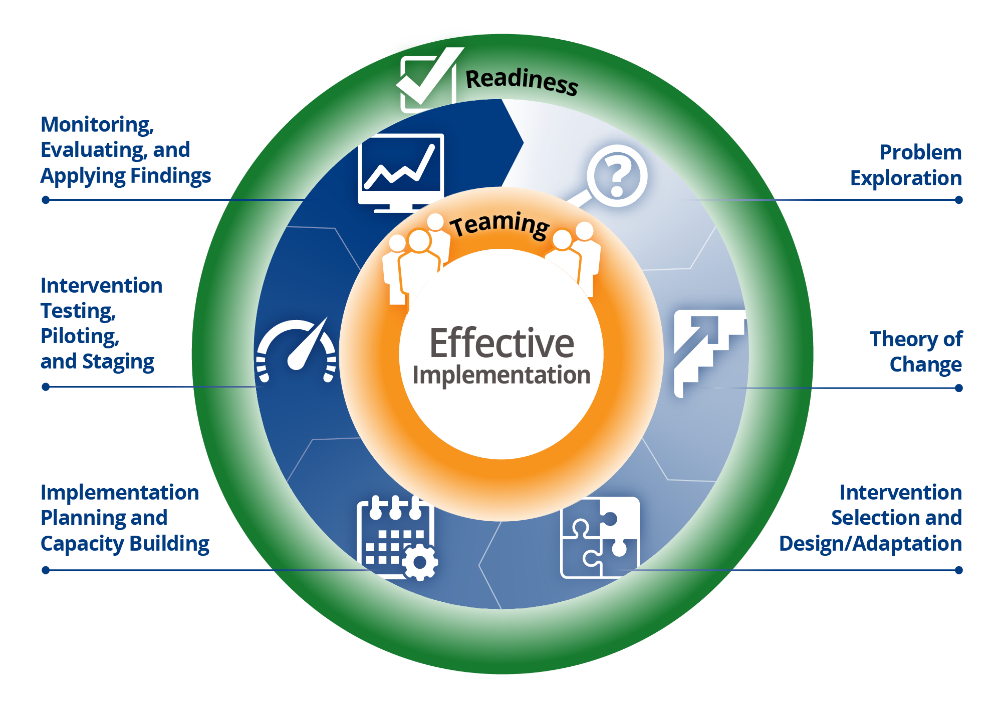 Readiness
Monitoring,
Evaluating, and
Applying Findings
Problem
Exploration
Teaming
Intervention
Testing,
Piloting,
and Staging
Effective
Implementation
Theory of
Change
Implementation
Planning and
Capacity Building
Intervention
Selection and
Design/Adaptation
?